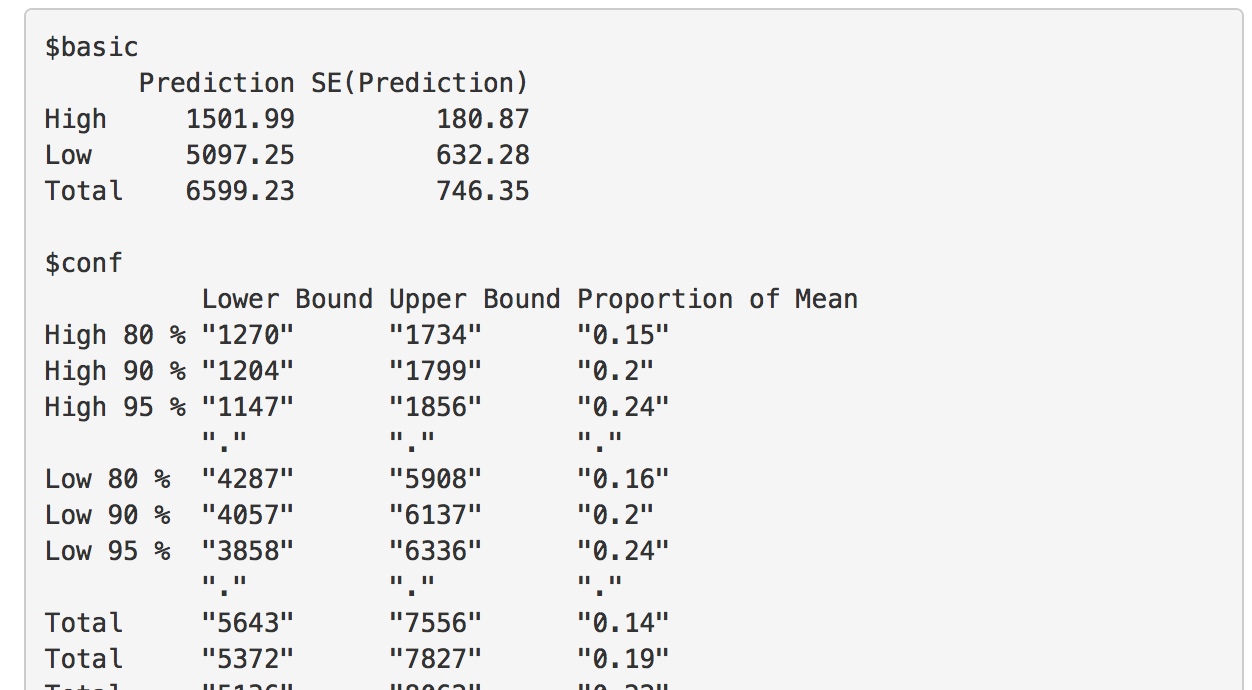 $basic
      Prediction SE(Prediction)
High     1501.99         180.87
Low      5097.25         632.28
Total    6599.23         746.35

$conf
          Lower Bound Upper Bound Proportion of Mean
High 80 % "1270"      "1734"      "0.15"
High 90 % "1204"      "1799"      "0.2"
High 95 % "1147"      "1856"      "0.24"
          "."         "."         "."
Low 80 %  "4287"      "5908"      "0.16"
Low 90 %  "4057"      "6137"      "0.2"
Low 95 %  "3858"      "6336"      "0.24"
          "."         "."         "."
Total     "5643"      "7556"      "0.14"
Total     "5372"      "7827"      "0.19"
Total